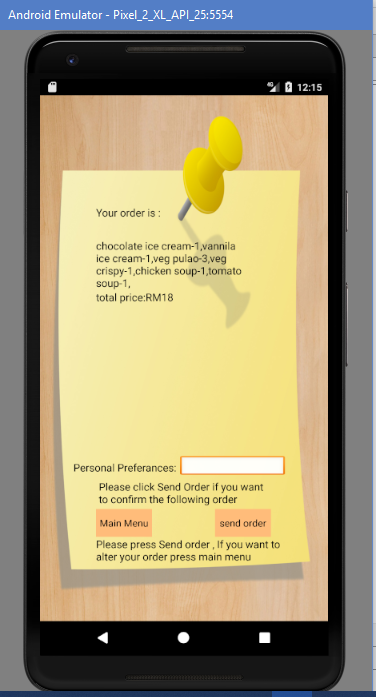 Android Emulator - Pixel_2_XL_API_25:5554
4G
12:15
Your order is :
chocolate ice cream-1,vannila
ice cream-1,veg pulao-3,veg
crispy-1,chicken soup-1,tomato
soup-1,
total price:RM18
Personal Preferances:
Please click Send Order if you want
to confirm the following order
Main Menu
send order
Please press Send order , If you want to
alter your order press main menu